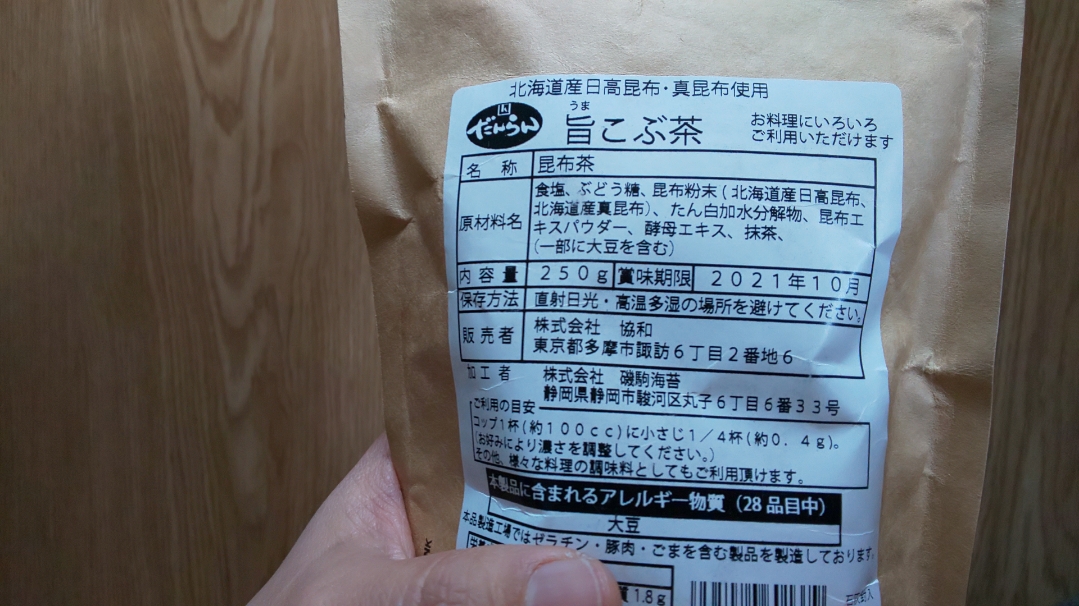 北海道産日高昆布・真昆布使用
だんらん
うま
旨こぶ茶
お料理にいろいろ
ご利用いただけます
名 称 昆布茶
原材料名 食塩、ぶどう糖、昆布粉末(北海道産日高昆布、
北海道産真昆布)、たん白加水分解物、昆布エ
キスパウダー、酵母エキス、抹茶、
(一部に大豆を含む)
内容量 250g 賞味期限 2021年10月
保存方法 直射日光・高温多湿の場所を避けてください。
販売者 株式会社 協和
東京都多摩市諏訪6丁目2番地6
加工者 株式会社 磯駒海苔
静岡県静岡市駿河区丸子6丁目6番33号
ご利用の目安
コップ1杯(約100cc)に小さじ1/4杯(約0.4g)。
(お好みにより濃さを調整してください。)
その他、様々な料理の調味料としてもご利用頂けます。
本製品に含まれるアレルギー物質(28品目中)
大豆
本品製造工場ではゼラチン・豚肉・ごまを含む製品を製造しております。
1.8g